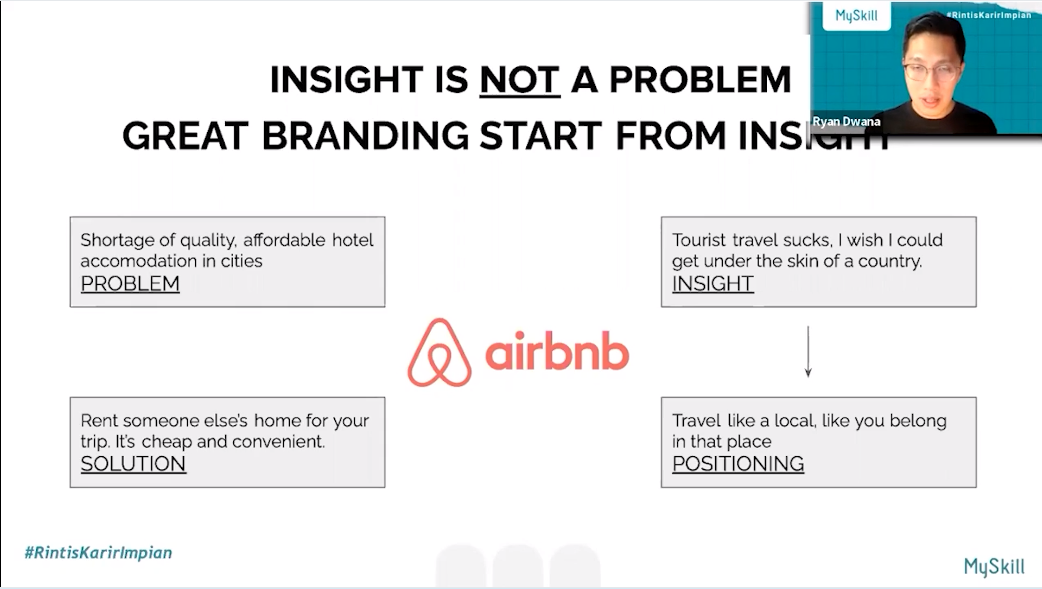 MySkill
#RintisKarirImpian
Ryan Dwana
INSIGHT IS NOT A PROBLEM
GREAT BRANDING START FROM INSIGHT
Shortage of quality, affordable hotel
accomodation in cities
PROBLEM
Tourist travel sucks, I wish I could
get under the skin of a country.
INSIGHT
airbnb
Rent someone else's home for your
trip. It's cheap and convenient.
SOLUTION
Travel like a local, like you belong
in that place
POSITIONING
#RintisKarirImpian
MySkill